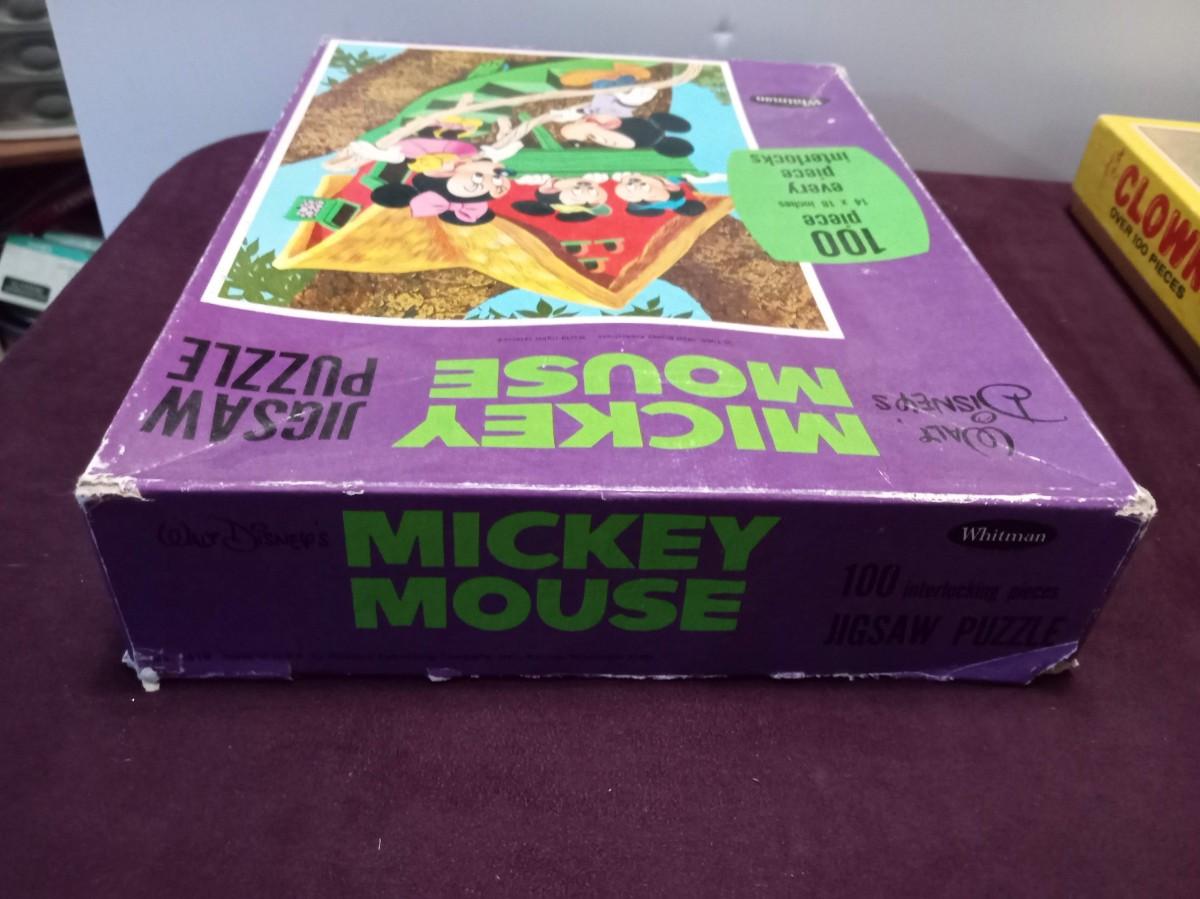 Whitman
100
piece
14 x 18 inches
every
piece
interlocks
WALT
DISNEY'S
MICKEY
MOUSE
JIGSAW
PUZZLE
WALT DISNEY'S
MICKEY
MOUSE
Whitman
100 interlocking pieces
JIGSAW PUZZLE
CLOWN
OVER 100 PIECES